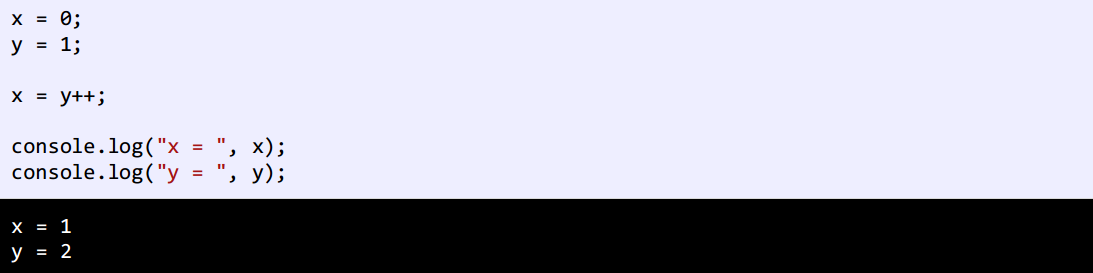 x = 0;
y = 1;
x = y++;
console.log("x = ", x);
console.log("y = ", y);
x = 1
y = 2